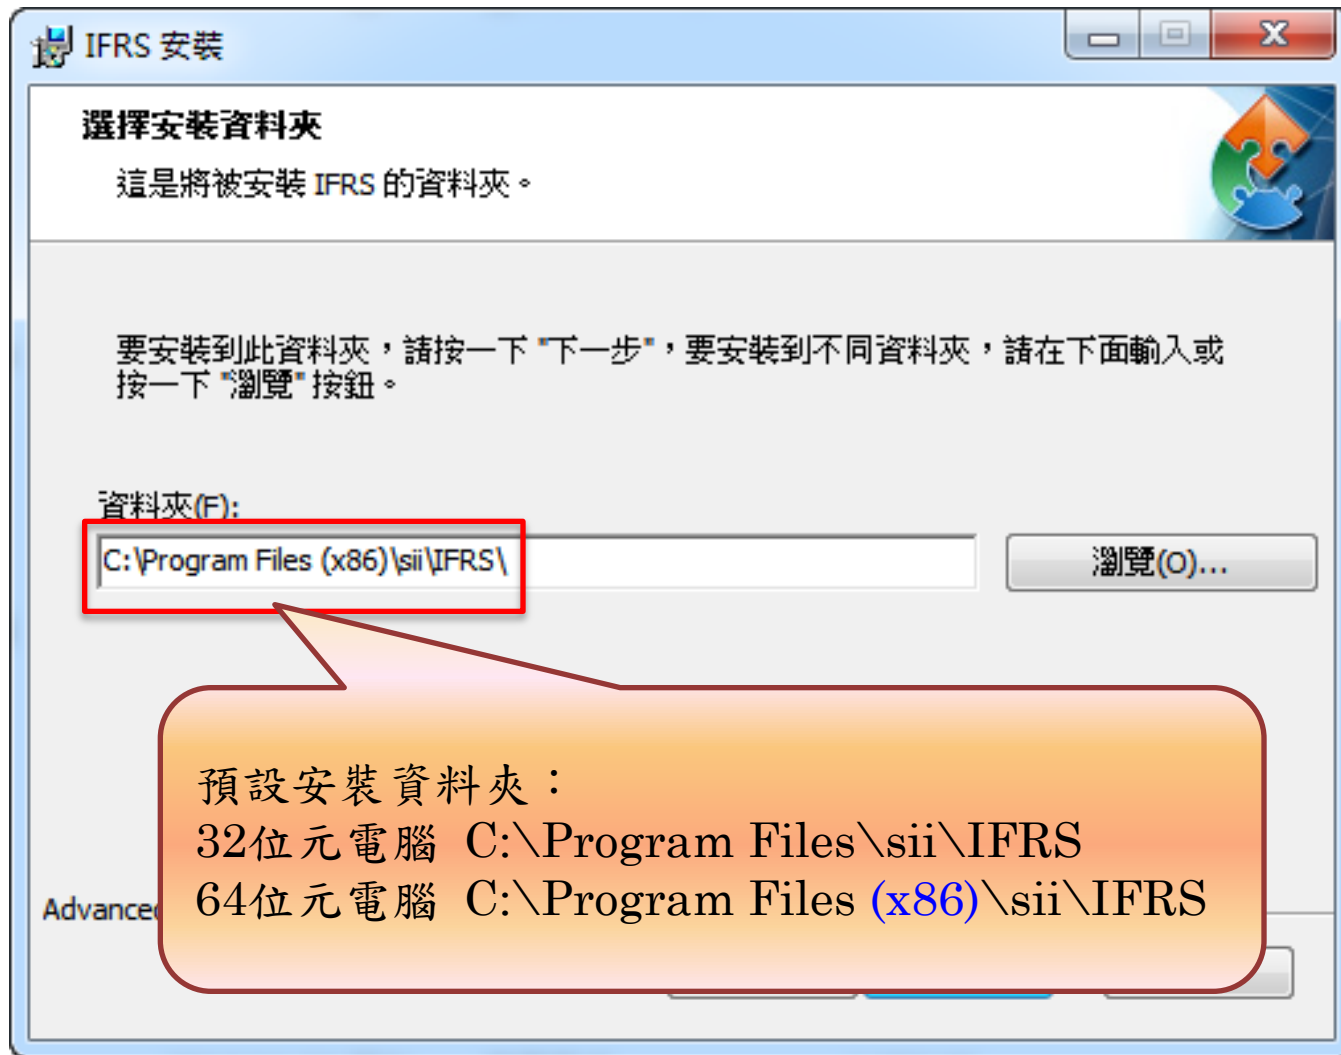 IFRS 安裝
選擇安裝資料夾
這是將被安裝 IFRS 的資料夾。
要安裝到此資料夾，請按一下 "下一步"，要安裝到不同資料夾，請在下面輸入或
按一下 "瀏覽" 按鈕。
資料夾(F):
C:\Program Files (x86)\sii\IFRS\
瀏覽(O)...
預設安裝資料夾：
32位元電腦 C:\Program Files\sii\IFRS
64位元電腦 C:\Program Files (x86)\sii\IFRS
Advanced